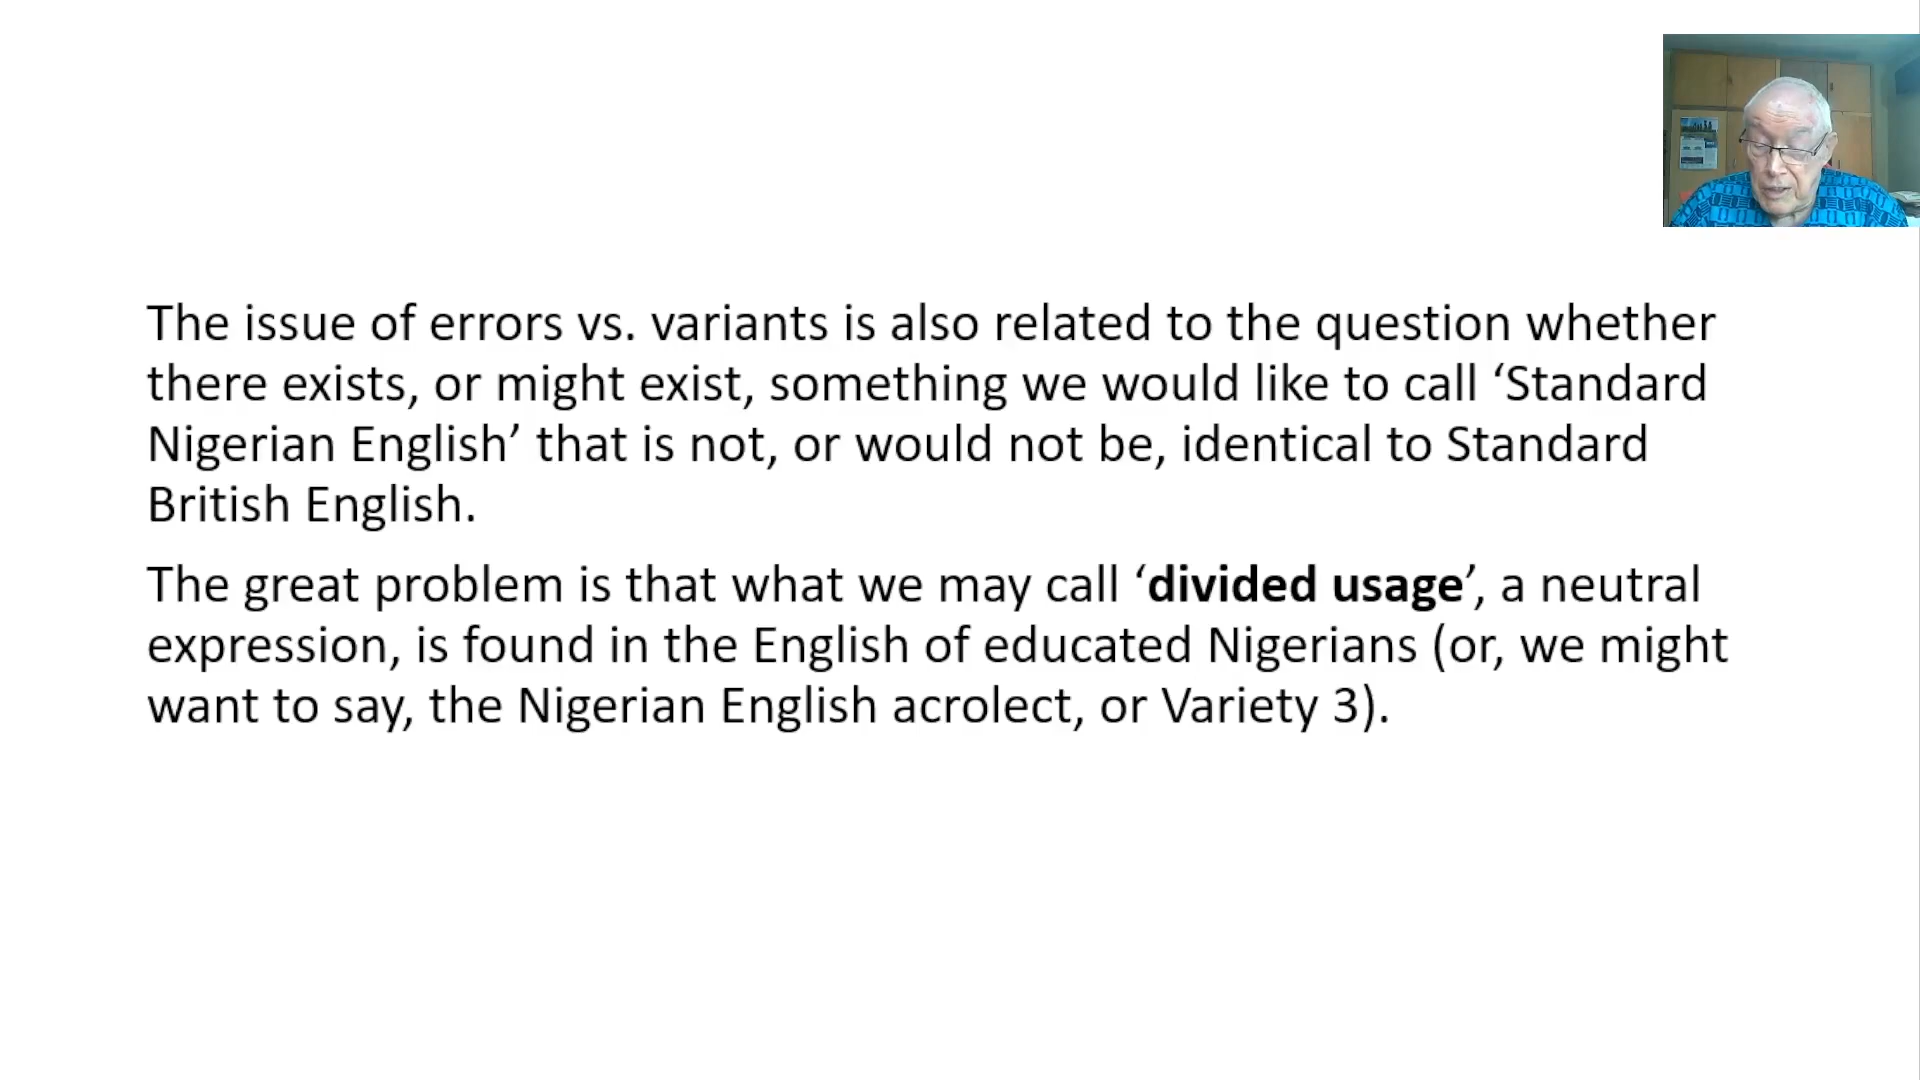 The issue of errors vs. variants is also related to the question whether
there exists, or might exist, something we would like to call ‘Standard
Nigerian English’ that is not, or would not be, identical to Standard
British English.
The great problem is that what we may call ‘divided usage’, a neutral
expression, is found in the English of educated Nigerians (or, we might
want to say, the Nigerian English acrolect, or Variety 3).